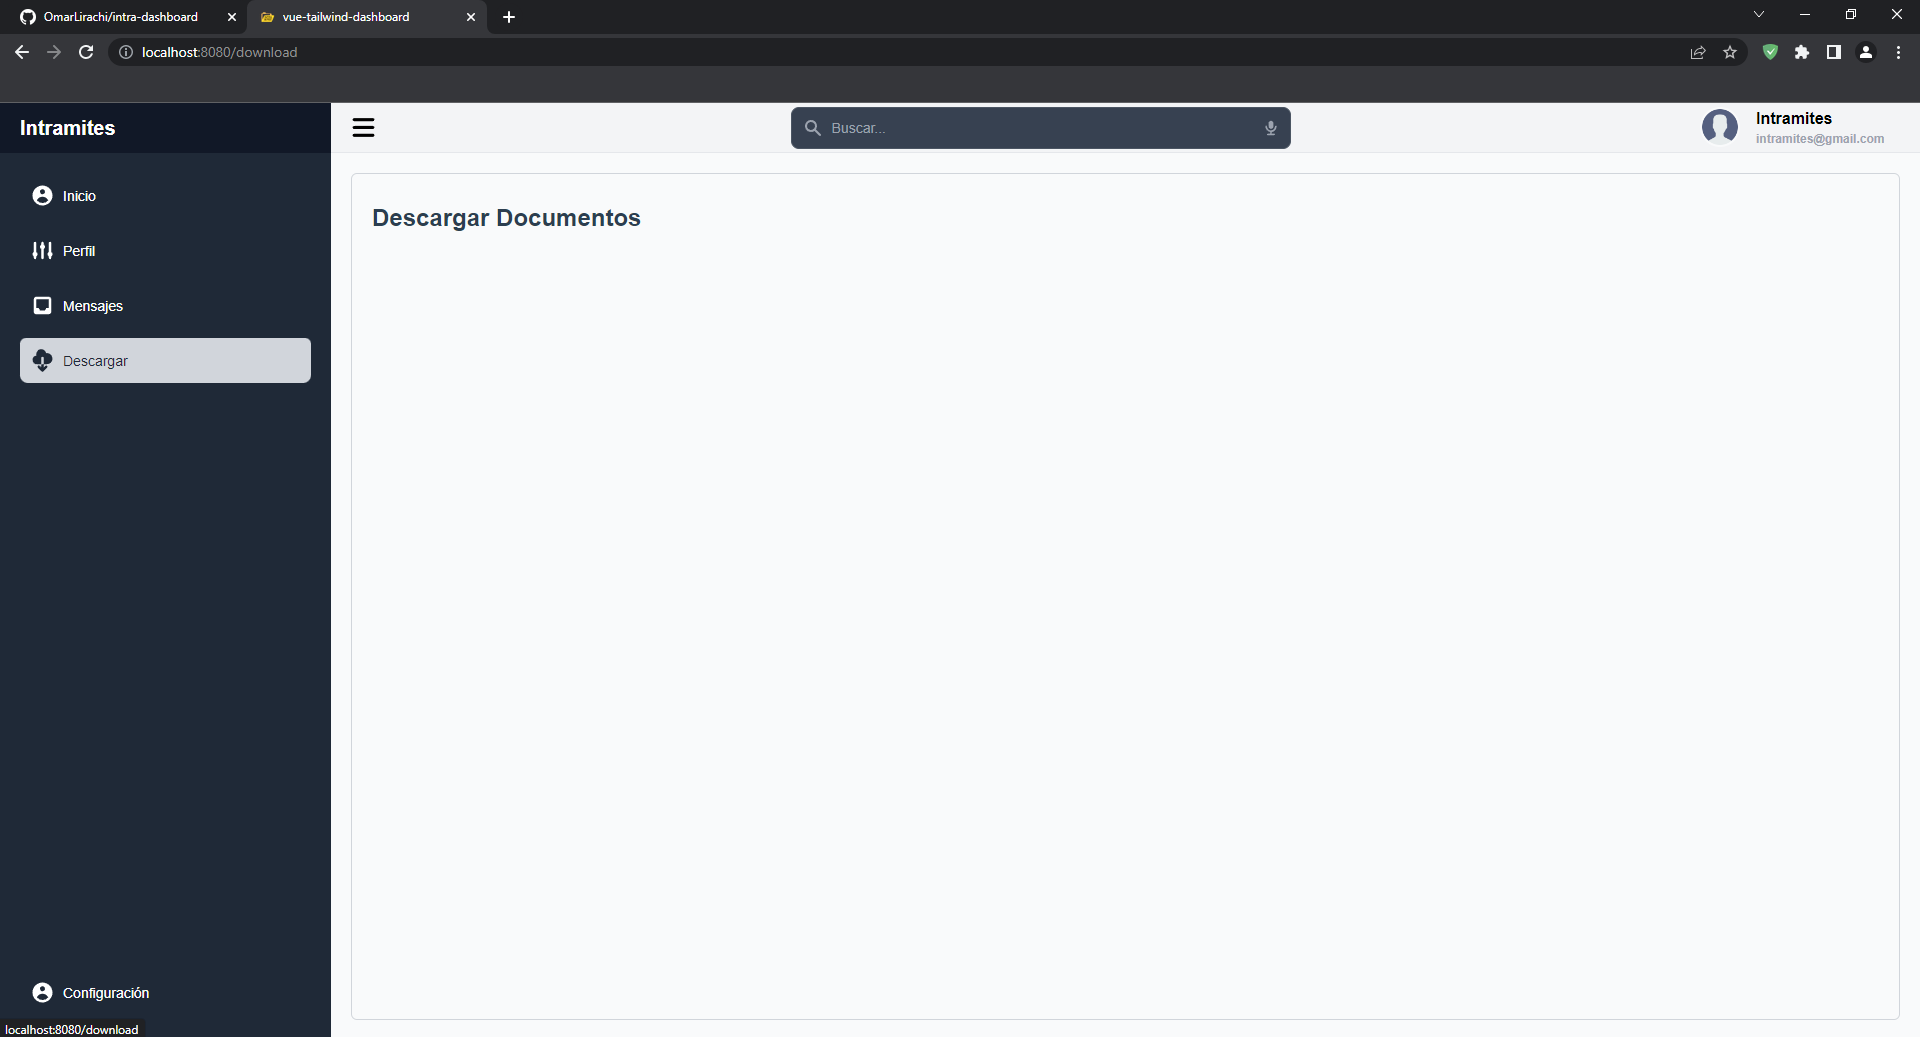 OmarLirachi/intra-dashboard
vue-tailwind-dashboard
localhost:8080/download
Intramites
Buscar...
Intramites
intramites@gmail.com
Inicio
Perfil
Mensajes
Descargar
Descargar Documentos
Configuración
localhost:8080/download